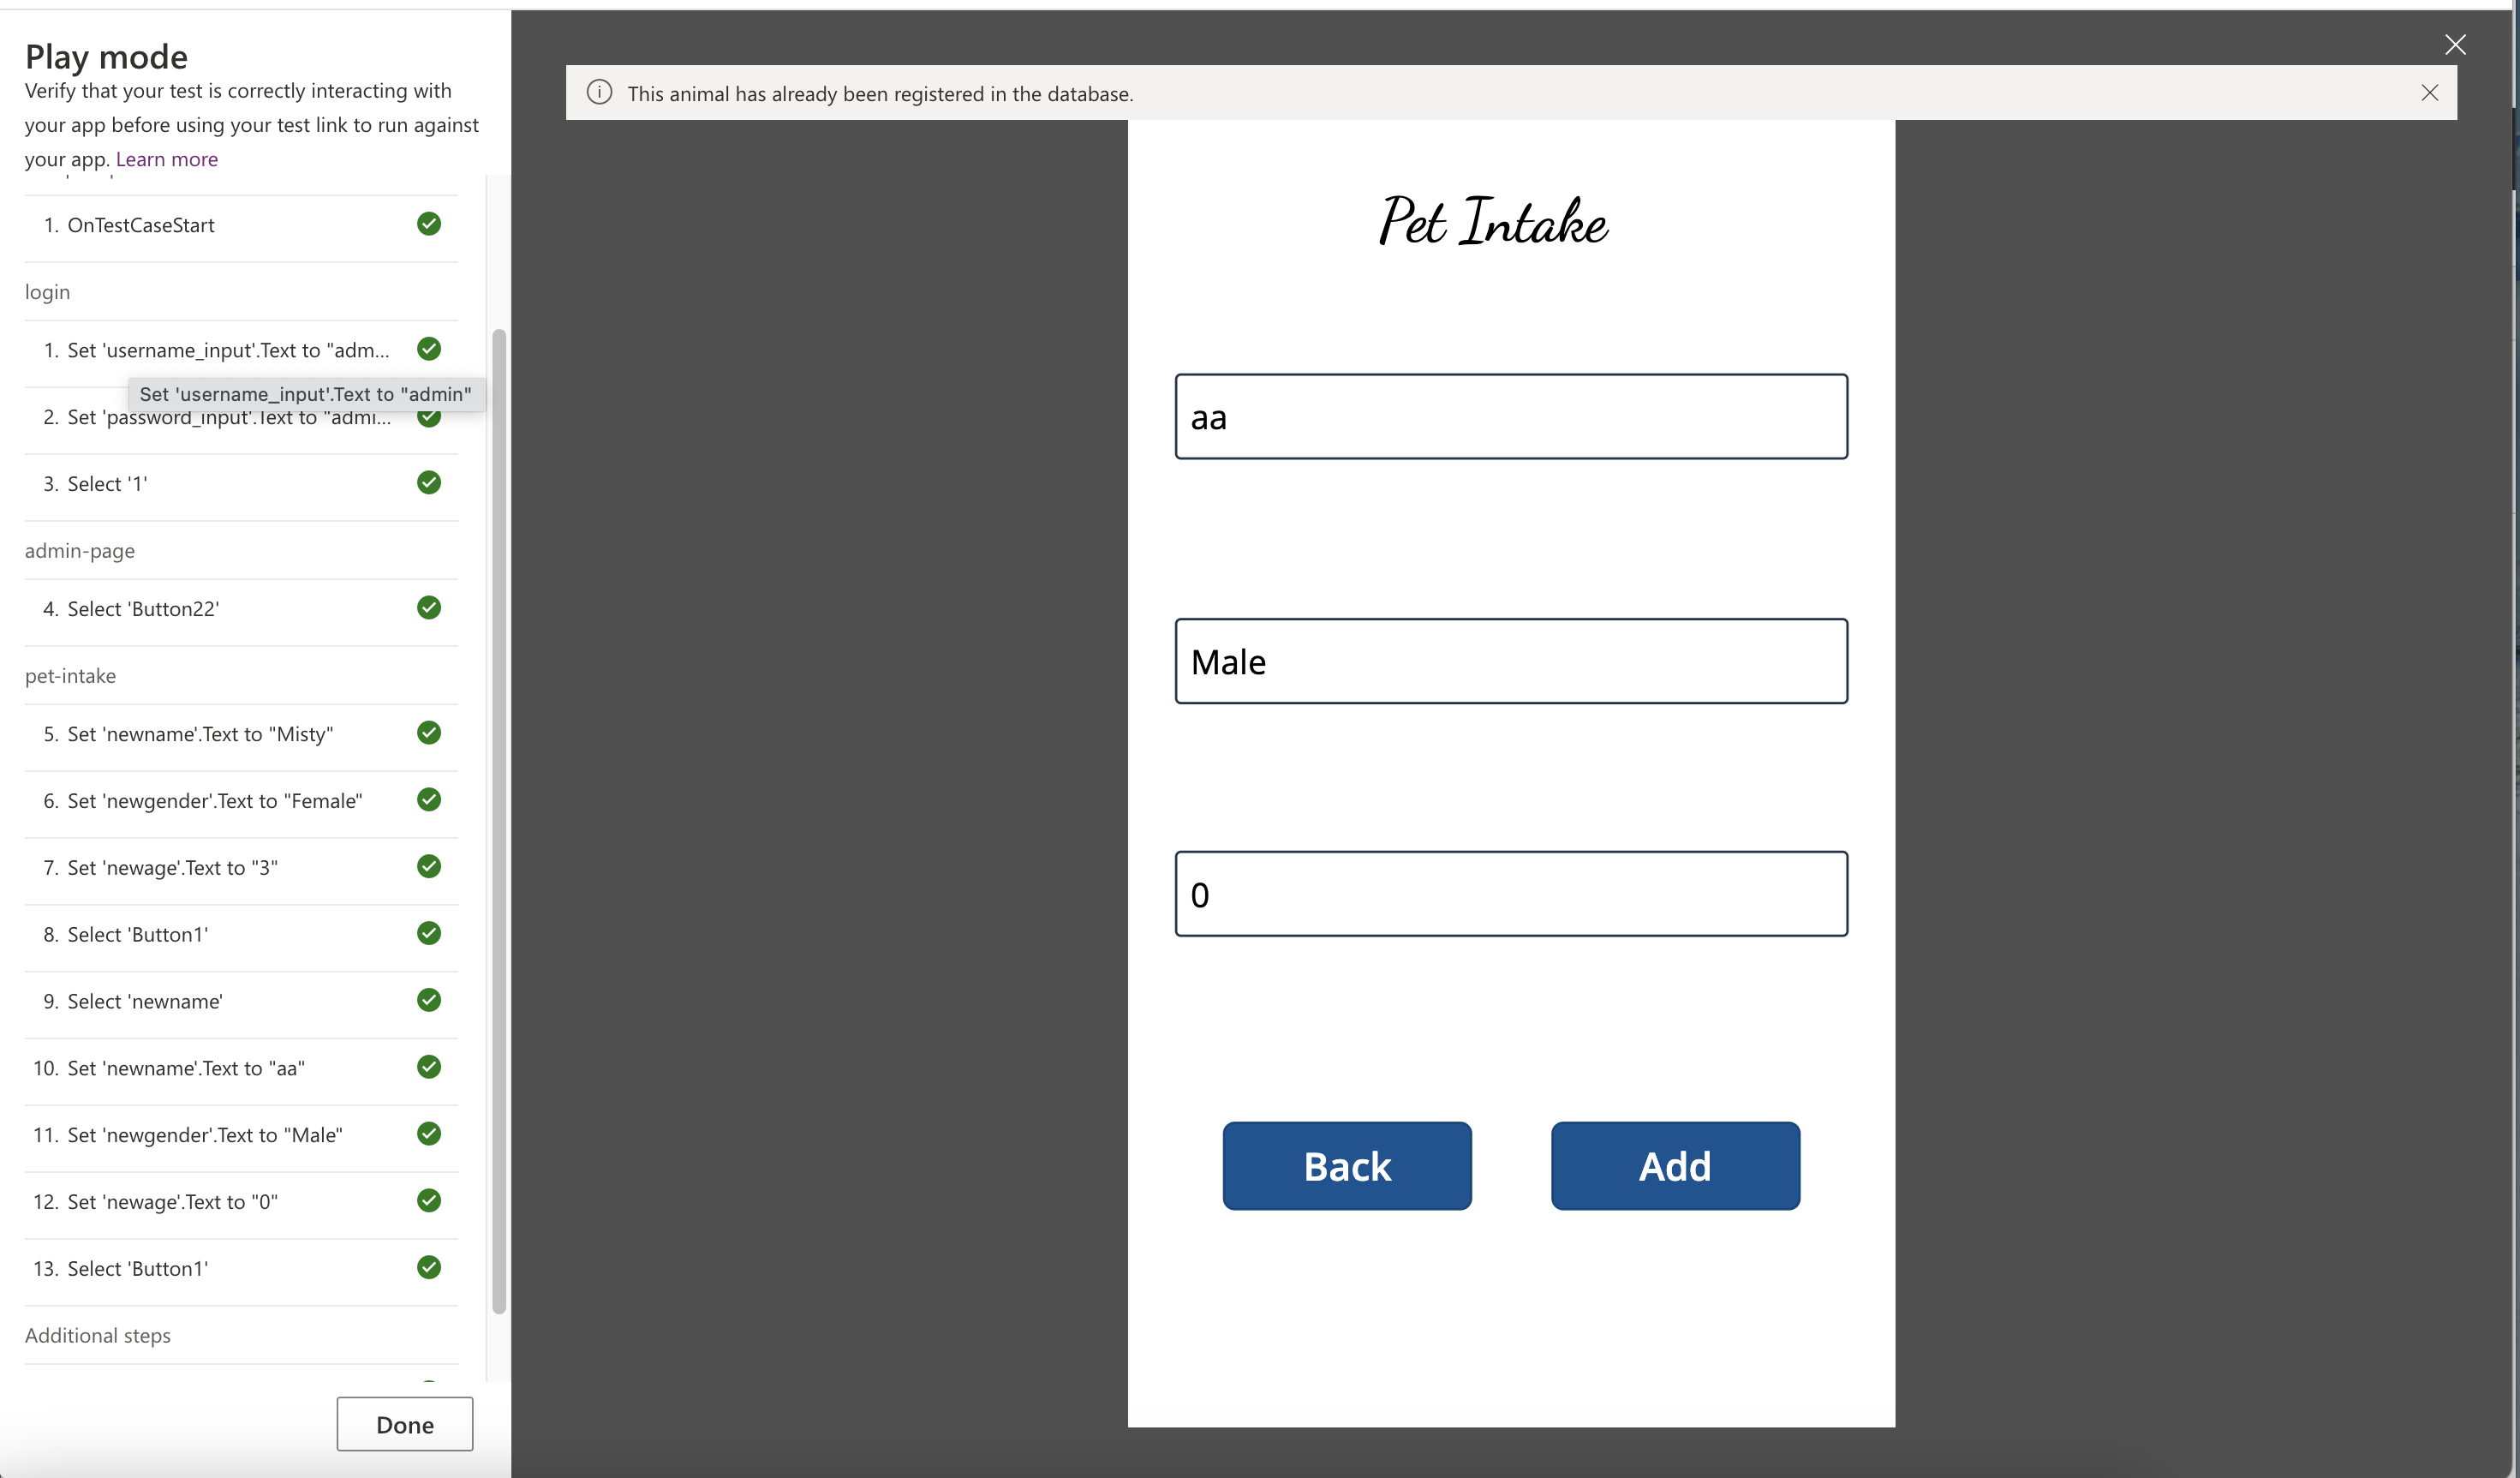 Play mode
Verify that your test is correctly interacting with
your app before using your test link to run against
your app. Learn more
1. OnTestCaseStart
login
1. Set 'username_input'.Text to "adm...
Set 'username_input'.Text to "admin"
2. Set 'password_input'.Text to "admi...
3. Select '1'
admin-page
4. Select 'Button22'
pet-intake
5. Set 'newname'.Text to "Misty"
6. Set 'newgender'.Text to "Female"
7. Set 'newage'.Text to "3"
8. Select 'Button1'
9. Select 'newname'
10. Set 'newname'.Text to "aa"
11. Set 'newgender'.Text to "Male"
12. Set 'newage'.Text to "0"
13. Select 'Button1'
Additional steps
Done
This animal has already been registered in the database.
Pet Intake
aa
Male
0
Back
Add